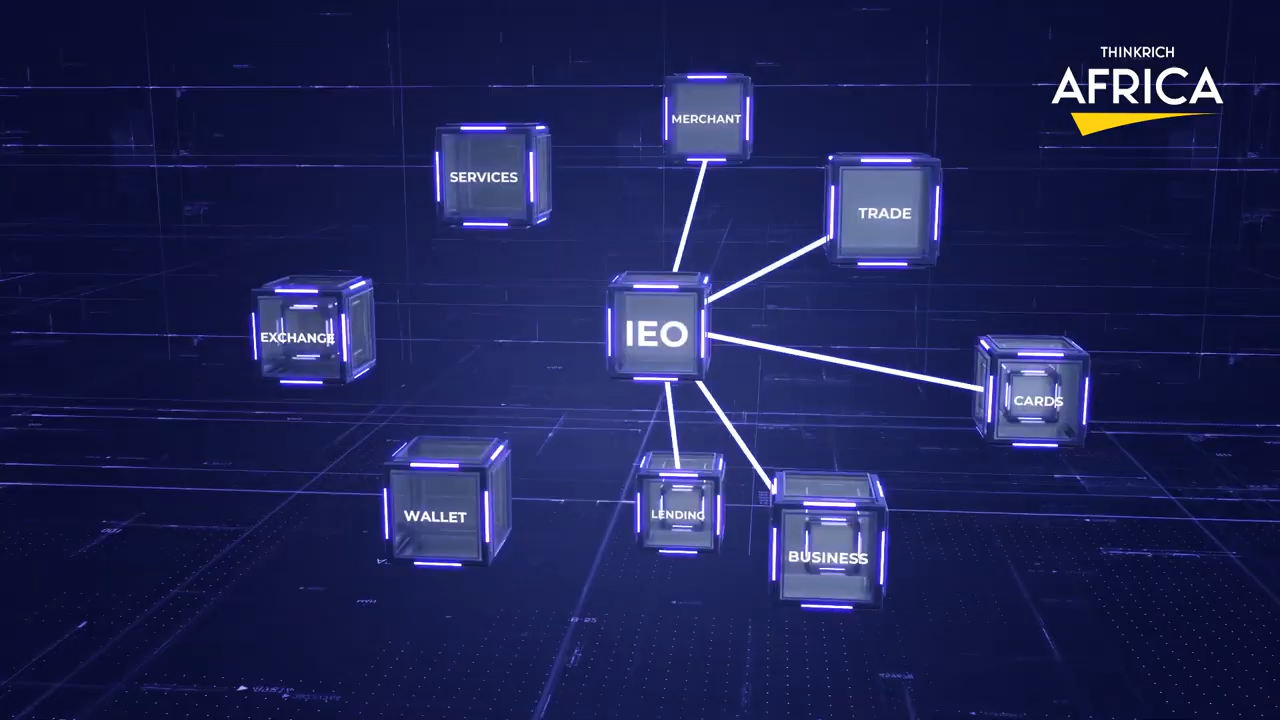 THINKRICH
AFRICA
MERCHANT
SERVICES
TRADE
EXCHANGE
IEO
CARDS
WALLET
LENDING
BUSINESS